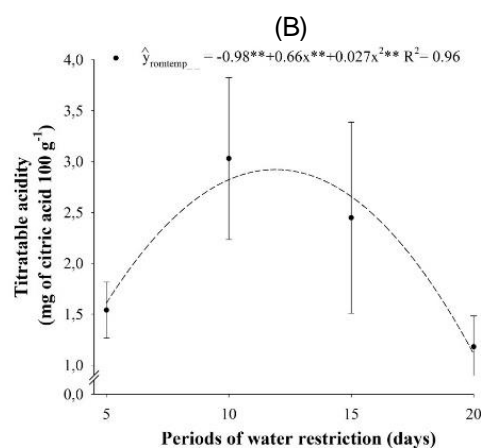 (B)
ŷromtemp__ = -0.98**+0.66x**+0.027x²** R²= 0.96
4,0
3,5
3,0
2,5
2,0
1,5
1,0
0,0
Titratable acidity
(mg of citric acid 100 g⁻¹)
5 10 15 20
Periods of water restriction (days)